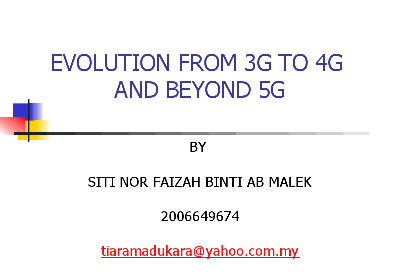 EVOLUTION FROM 3G TO 4G
AND BEYOND 5G
BY
SITI NOR FAIZAH BINTI AB MALEK
2006649674
tiaramadukara@yahoo.com.my